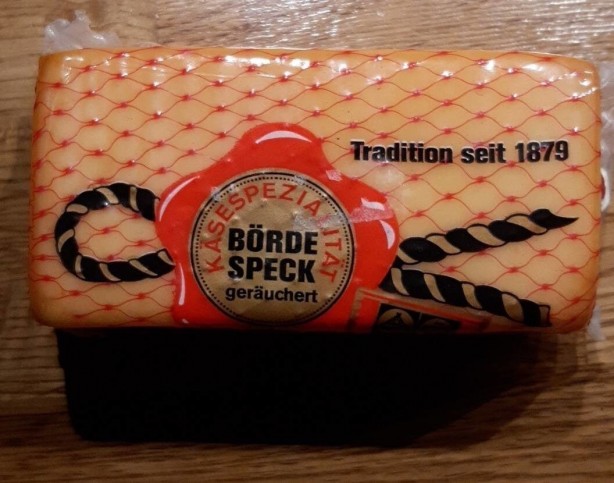 Tradition seit 1879
KÄSESPEZIALITÄT
BÖRDE
SPECK
geräuchert